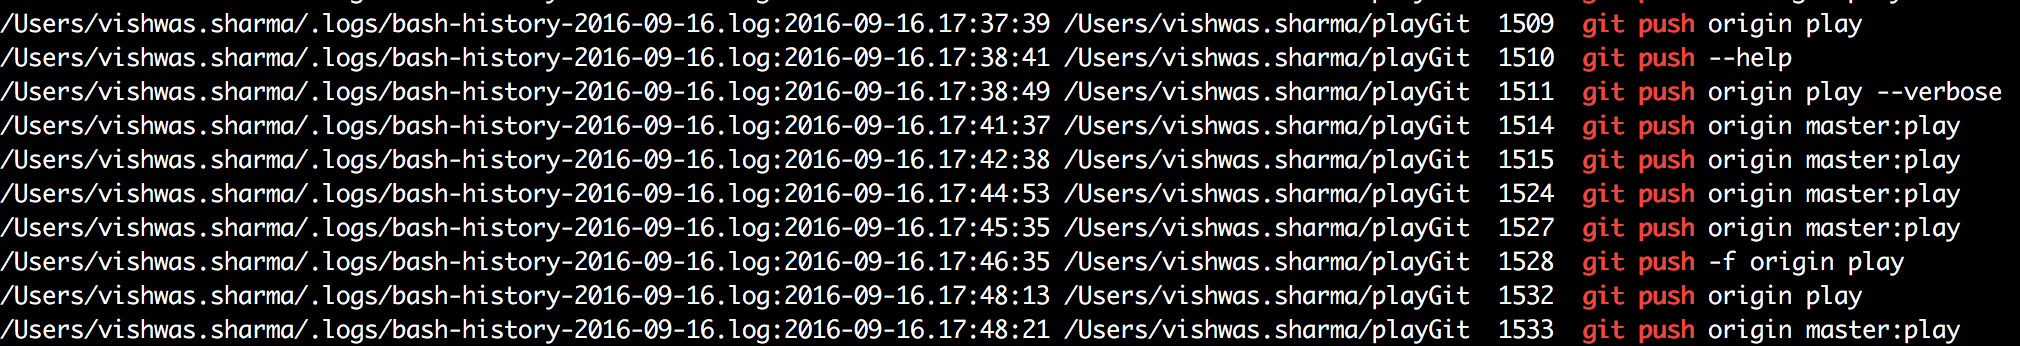 /Users/vishwas.sharma/.logs/bash-history-2016-09-16.log:2016-09-16.17:37:39 /Users/vishwas.sharma/playGit  1509  git push origin play
/Users/vishwas.sharma/.logs/bash-history-2016-09-16.log:2016-09-16.17:38:41 /Users/vishwas.sharma/playGit  1510  git push --help
/Users/vishwas.sharma/.logs/bash-history-2016-09-16.log:2016-09-16.17:38:49 /Users/vishwas.sharma/playGit  1511  git push origin play --verbose
/Users/vishwas.sharma/.logs/bash-history-2016-09-16.log:2016-09-16.17:41:37 /Users/vishwas.sharma/playGit  1514  git push origin master:play
/Users/vishwas.sharma/.logs/bash-history-2016-09-16.log:2016-09-16.17:42:38 /Users/vishwas.sharma/playGit  1515  git push origin master:play
/Users/vishwas.sharma/.logs/bash-history-2016-09-16.log:2016-09-16.17:44:53 /Users/vishwas.sharma/playGit  1524  git push origin master:play
/Users/vishwas.sharma/.logs/bash-history-2016-09-16.log:2016-09-16.17:45:35 /Users/vishwas.sharma/playGit  1527  git push origin master:play
/Users/vishwas.sharma/.logs/bash-history-2016-09-16.log:2016-09-16.17:46:35 /Users/vishwas.sharma/playGit  1528  git push -f origin play
/Users/vishwas.sharma/.logs/bash-history-2016-09-16.log:2016-09-16.17:48:13 /Users/vishwas.sharma/playGit  1532  git push origin play
/Users/vishwas.sharma/.logs/bash-history-2016-09-16.log:2016-09-16.17:48:21 /Users/vishwas.sharma/playGit  1533  git push origin master:play